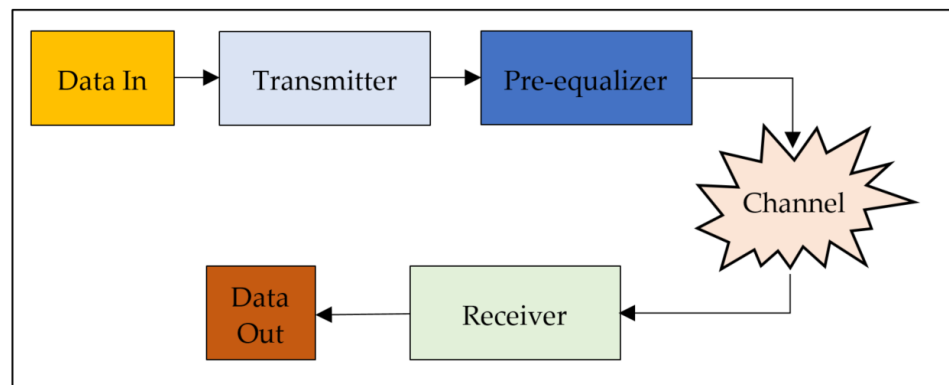 Data In
Transmitter
Pre-equalizer
Channel
Data
Out
Receiver